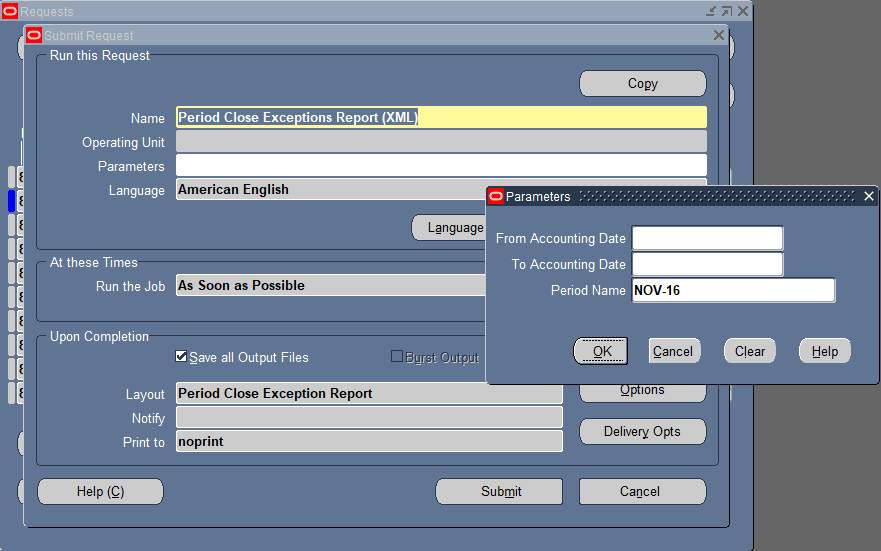 Requests
Submit Request
Run this Request
Copy
Name Period Close Exceptions Report (XML)
Operating Unit
Parameters
Language American English
Language
Parameters
From Accounting Date
To Accounting Date
Period Name NOV-16
OK Cancel Clear Help
At these Times
Run the Job As Soon as Possible
Upon Completion
Save all Output Files Burst Output
Layout Period Close Exception Report
Options
Notify
Delivery Opts
Print to noprint
Help (C) Submit Cancel